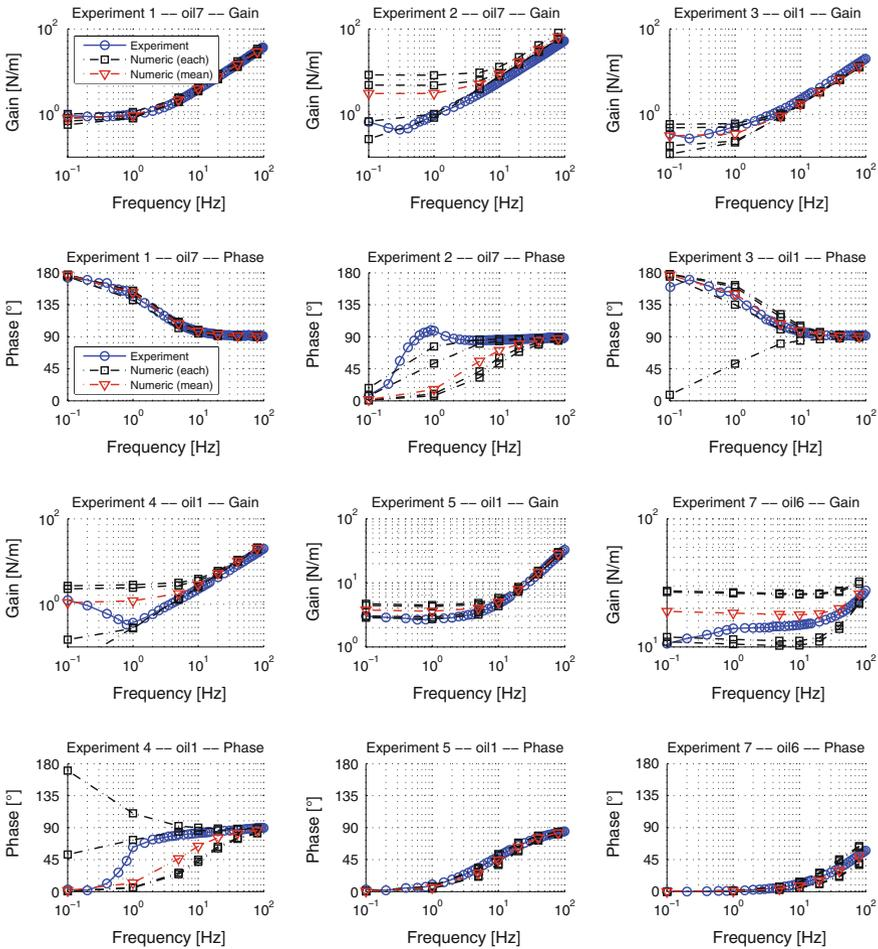 Experiment 1 −− oil7 −− Gain
Experiment 2 −− oil7 −− Gain
Experiment 3 −− oil1 −− Gain
Gain [N/m]
10^2
10^0
Experiment
Numeric (each)
Numeric (mean)
10^−1 10^0 10^1 10^2
Frequency [Hz]
Gain [N/m]
10^2
10^0
10^−1 10^0 10^1 10^2
Frequency [Hz]
Gain [N/m]
10^2
10^0
10^−1 10^0 10^1 10^2
Frequency [Hz]
Experiment 1 −− oil7 −− Phase
Experiment 2 −− oil7 −− Phase
Experiment 3 −− oil1 −− Phase
Phase [°]
180
135
90
45
0
Experiment
Numeric (each)
Numeric (mean)
10^−1 10^0 10^1 10^2
Frequency [Hz]
Phase [°]
180
135
90
45
0
10^−1 10^0 10^1 10^2
Frequency [Hz]
Phase [°]
180
135
90
45
0
10^−1 10^0 10^1 10^2
Frequency [Hz]
Experiment 4 −− oil1 −− Gain
Experiment 5 −− oil1 −− Gain
Experiment 7 −− oil6 −− Gain
Gain [N/m]
10^2
10^0
10^−1 10^0 10^1 10^2
Frequency [Hz]
Gain [N/m]
10^2
10^1
10^0
10^−1 10^0 10^1 10^2
Frequency [Hz]
Gain [N/m]
10^2
10^1
10^−1 10^0 10^1 10^2
Frequency [Hz]
Experiment 4 −− oil1 −− Phase
Experiment 5 −− oil1 −− Phase
Experiment 7 −− oil6 −− Phase
Phase [°]
180
135
90
45
0
10^−1 10^0 10^1 10^2
Frequency [Hz]
Phase [°]
180
135
90
45
0
10^−1 10^0 10^1 10^2
Frequency [Hz]
Phase [°]
180
135
90
45
0
10^−1 10^0 10^1 10^2
Frequency [Hz]